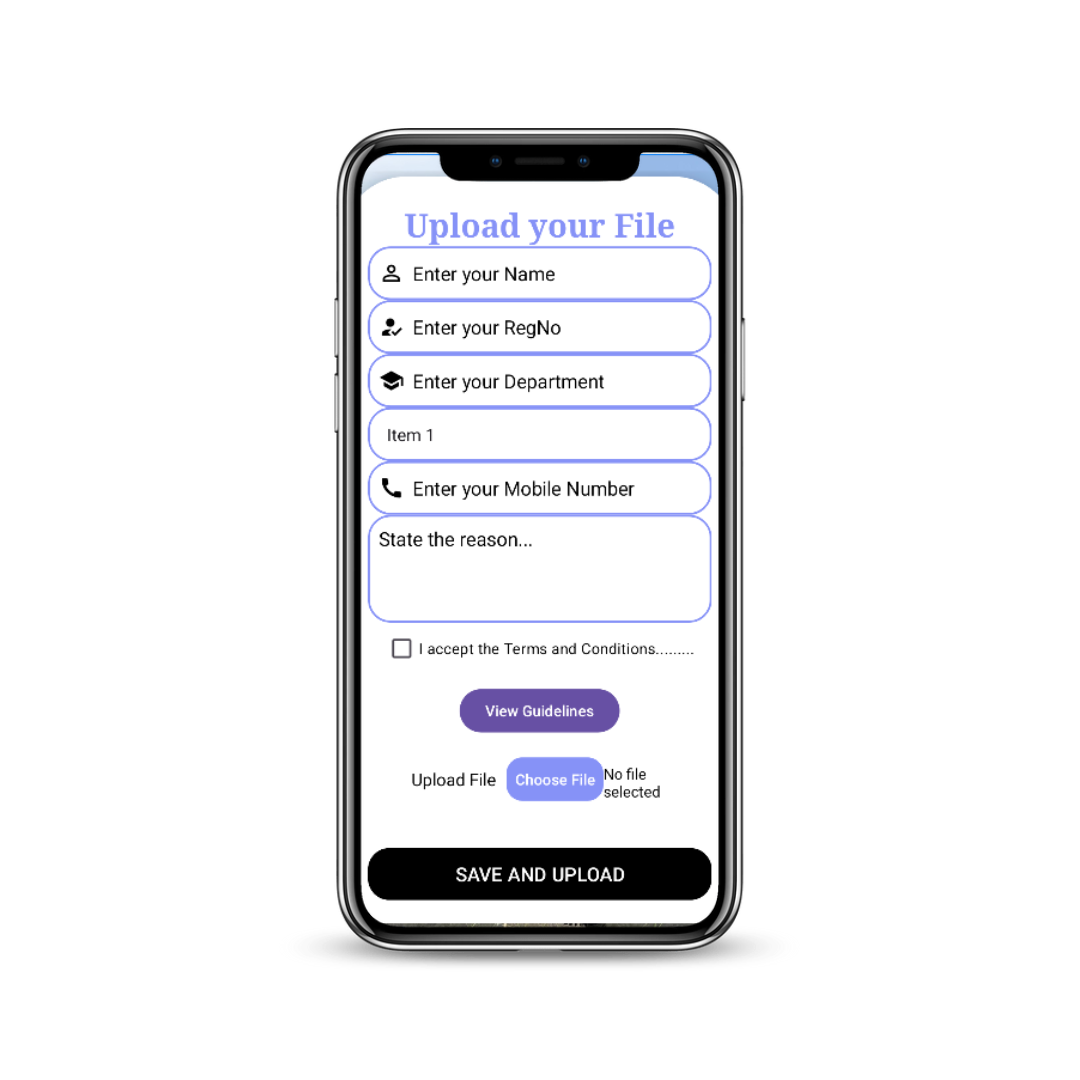 Upload your File
Enter your Name
Enter your RegNo
Enter your Department
Item 1
Enter your Mobile Number
State the reason...
I accept the Terms and Conditions.........
View Guidelines
Upload File Choose File No file
selected
SAVE AND UPLOAD